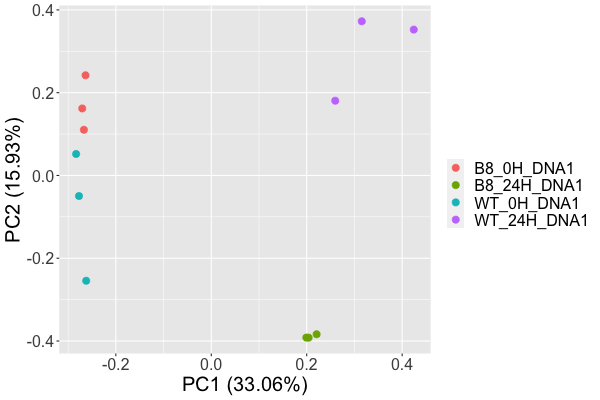 0.4
0.2
0.0
-0.2
-0.4
PC2 (15.93%)
-0.2
0.0
0.2
0.4
PC1 (33.06%)
B8_0H_DNA1
B8_24H_DNA1
WT_0H_DNA1
WT_24H_DNA1